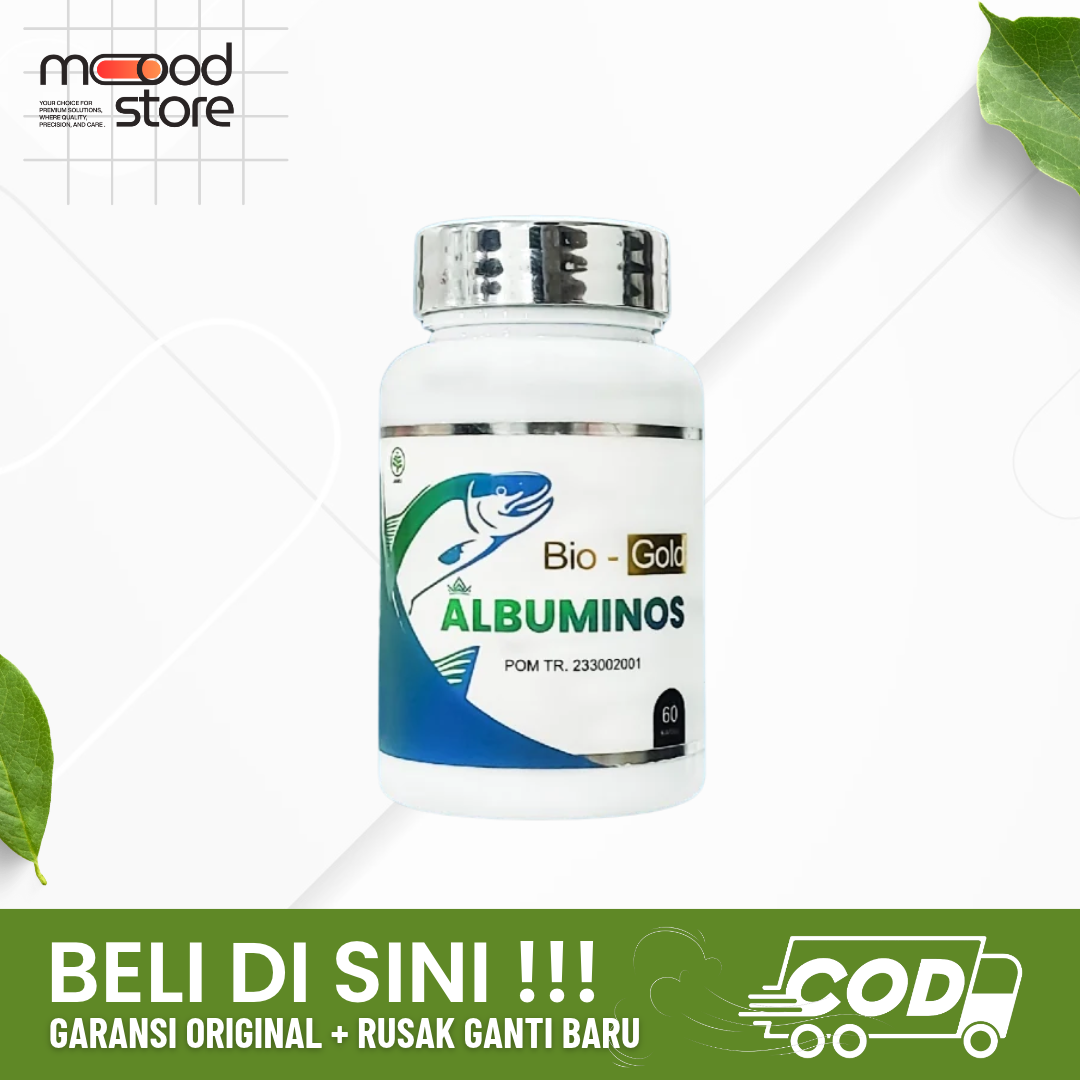 mood
store
YOUR CHOICE FOR
PREMIUM SOLUTIONS,
WHERE QUALITY,
PRECISION, AND CARE.
Bio - Gold
ALBUMINOS
POM TR. 233002001
60
BELI DI SINI !!!
GARANSI ORIGINAL + RUSAK GANTI BARU
COD